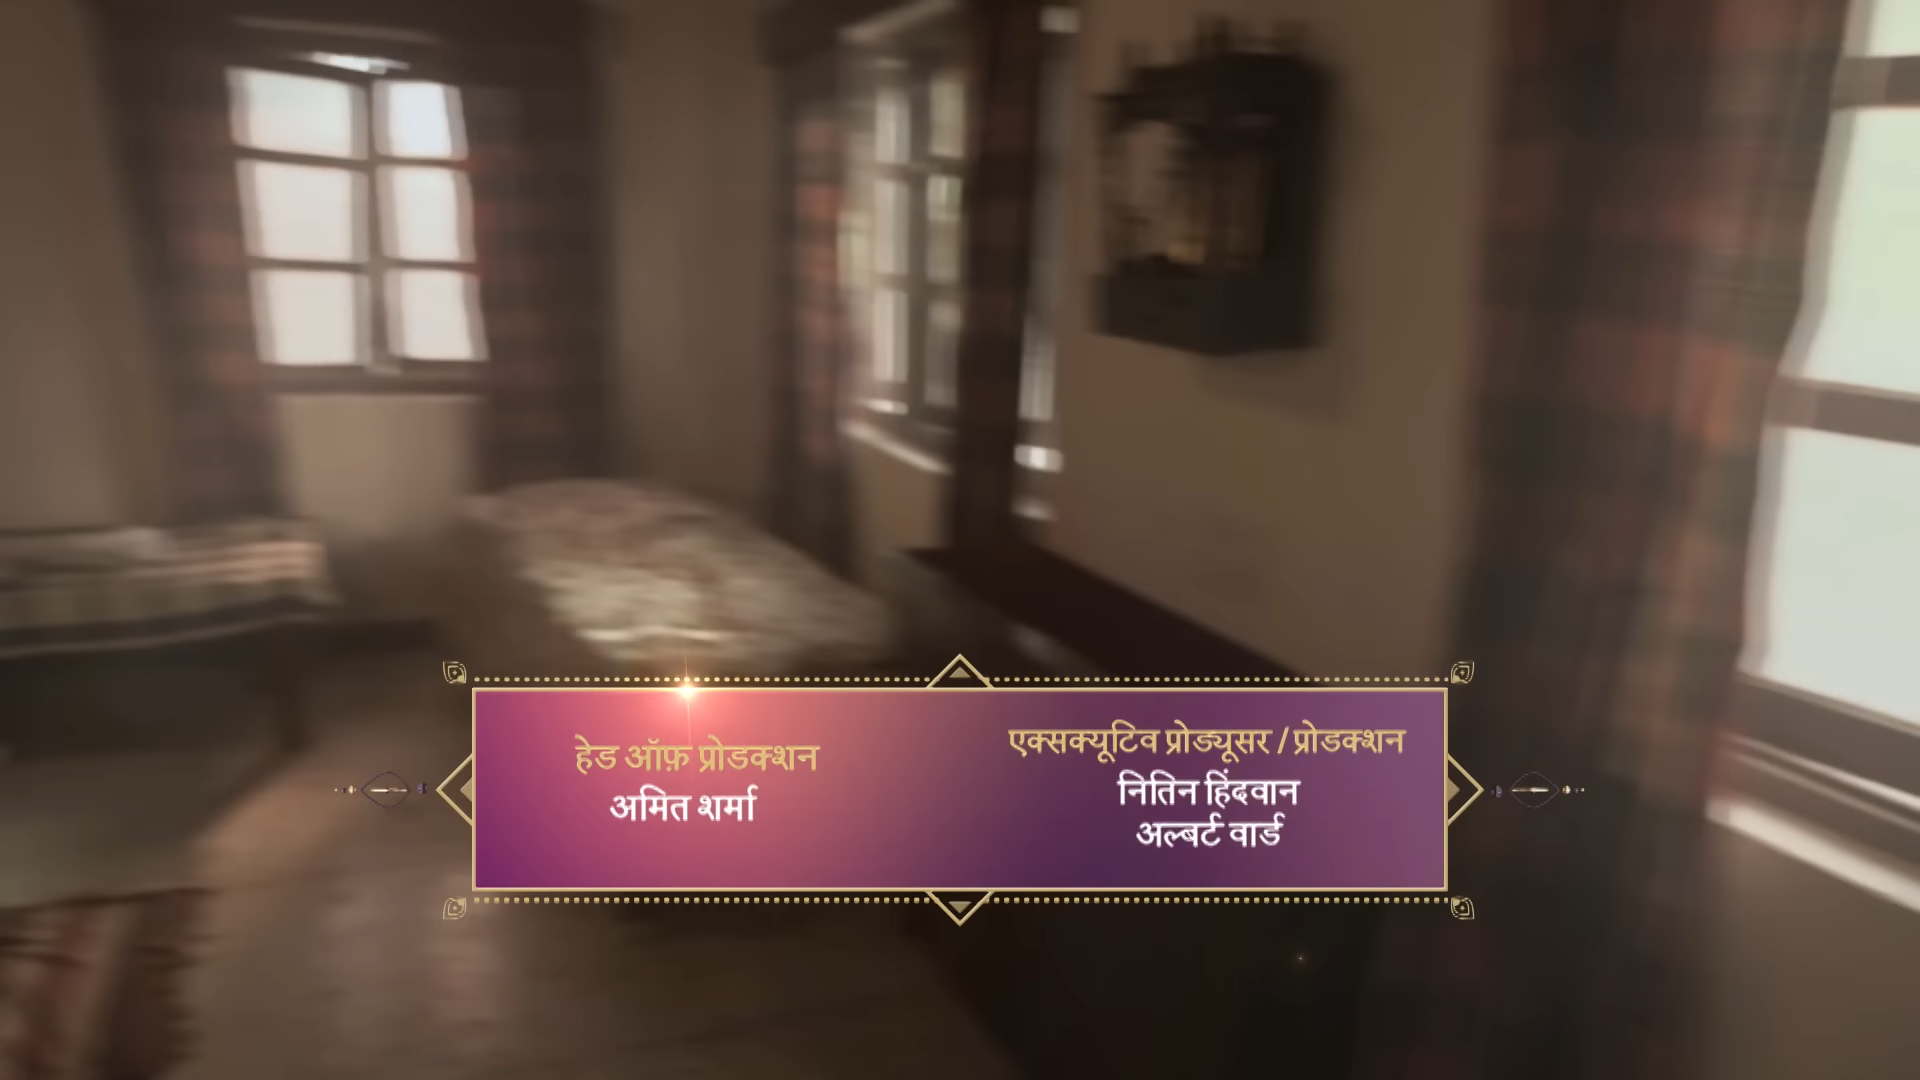 हेड ऑफ़ प्रोडक्शन
अमित शर्मा
एक्सक्यूटिव प्रोड्यूसर / प्रोडक्शन
नितिन हिंदवान
अल्बर्ट वार्ड